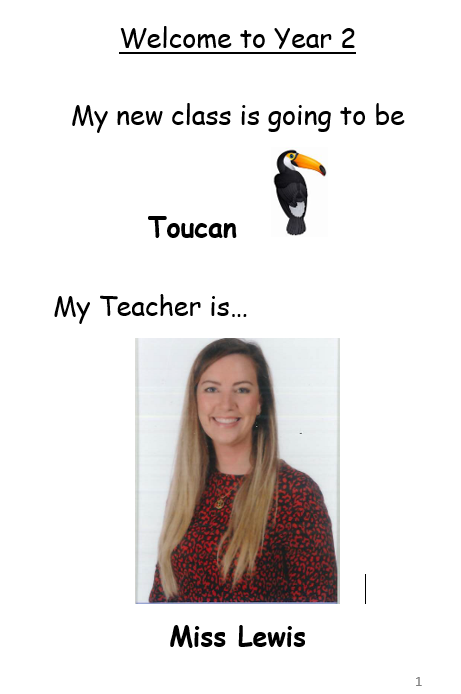 Welcome to Year 2
My new class is going to be
Toucan
My Teacher is...
Miss Lewis
1